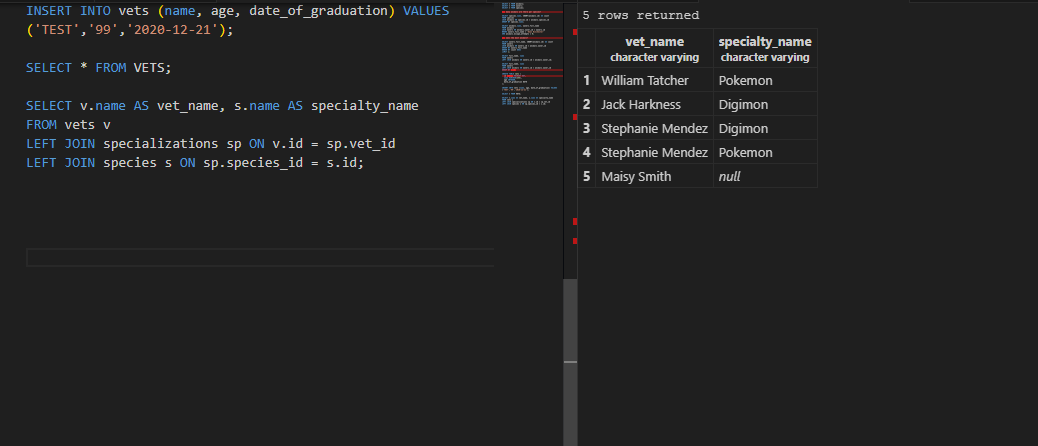 INSERT INTO vets (name, age, date_of_graduation) VALUES
('TEST','99','2020-12-21');
SELECT * FROM VETS;
SELECT v.name AS vet_name, s.name AS specialty_name
FROM vets v
LEFT JOIN specializations sp ON v.id = sp.vet_id
LEFT JOIN species s ON sp.species_id = s.id;
5 rows returned
vet_name specialty_name
character varying character varying
1 William Tatcher Pokemon
2 Jack Harkness Digimon
3 Stephanie Mendez Digimon
4 Stephanie Mendez Pokemon
5 Maisy Smith null